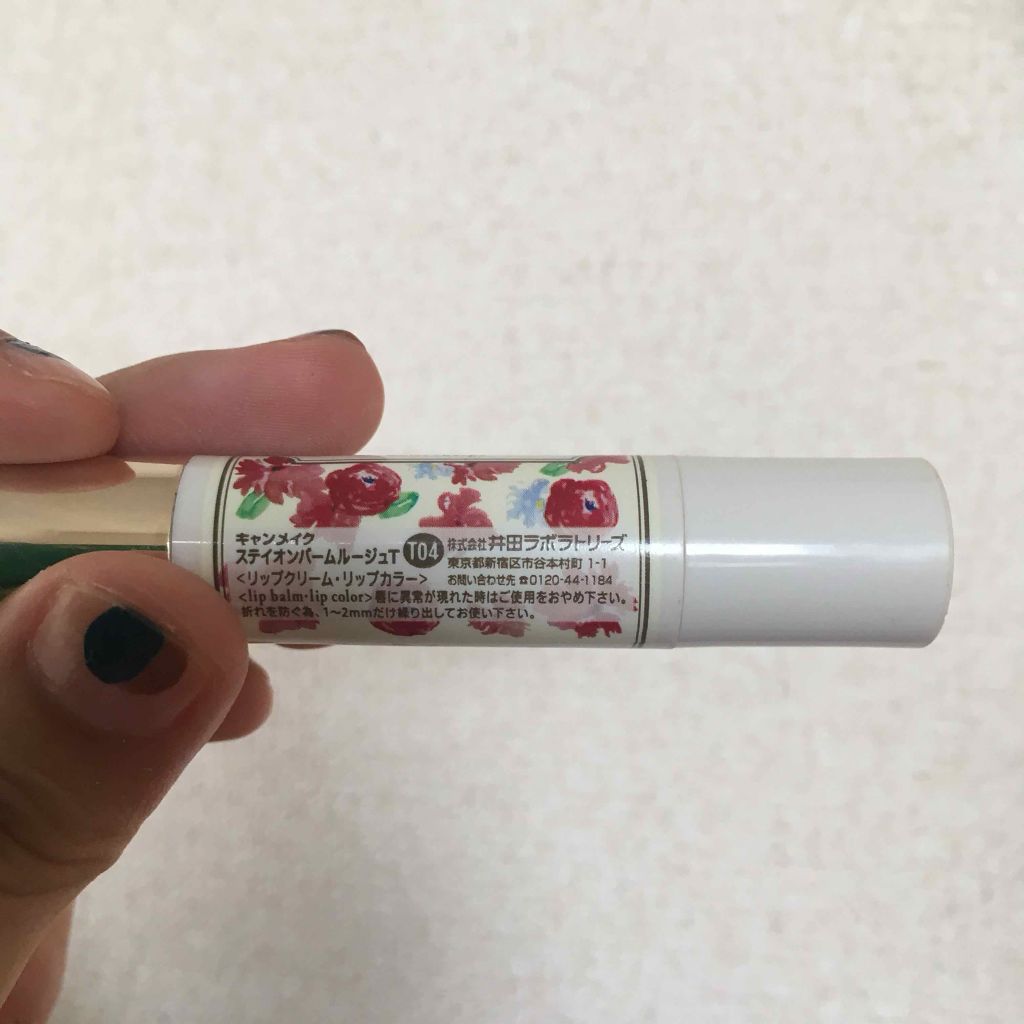 キャンメイク
ステイオンバームルージュT T04
<リップクリーム・リップカラー>
<lip balm·lip color>唇に異常が現れた時はご使用をおやめ下さい。
折れを防ぐ為、1〜2mmだけ繰り出してお使い下さい。
株式会社 井田ラボラトリーズ
東京都新宿区市谷本村町 1-1
お問い合わせ先 ☎0120-44-1184